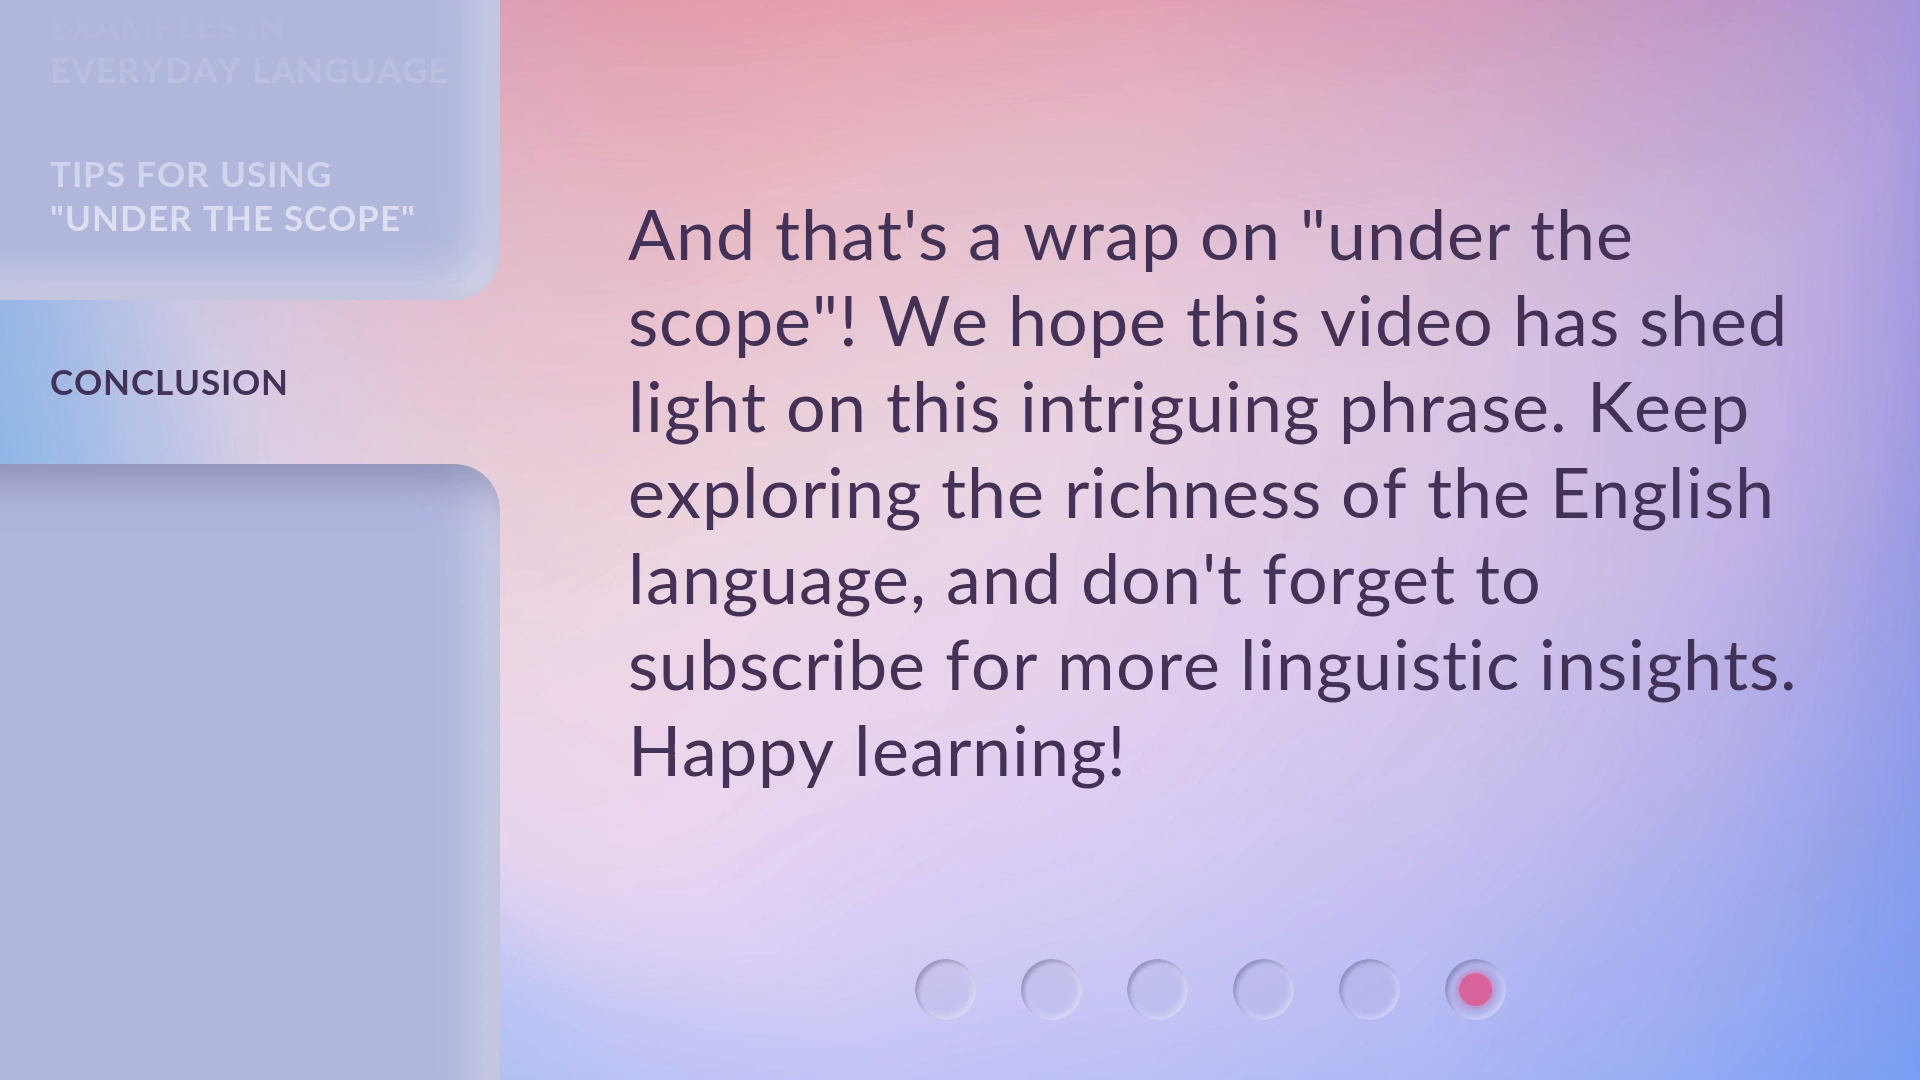 EXAMPLES IN
EVERYDAY LANGUAGE
TIPS FOR USING
"UNDER THE SCOPE"
CONCLUSION
And that's a wrap on "under the
scope"! We hope this video has shed
light on this intriguing phrase. Keep
exploring the richness of the English
language, and don't forget to
subscribe for more linguistic insights.
Happy learning!